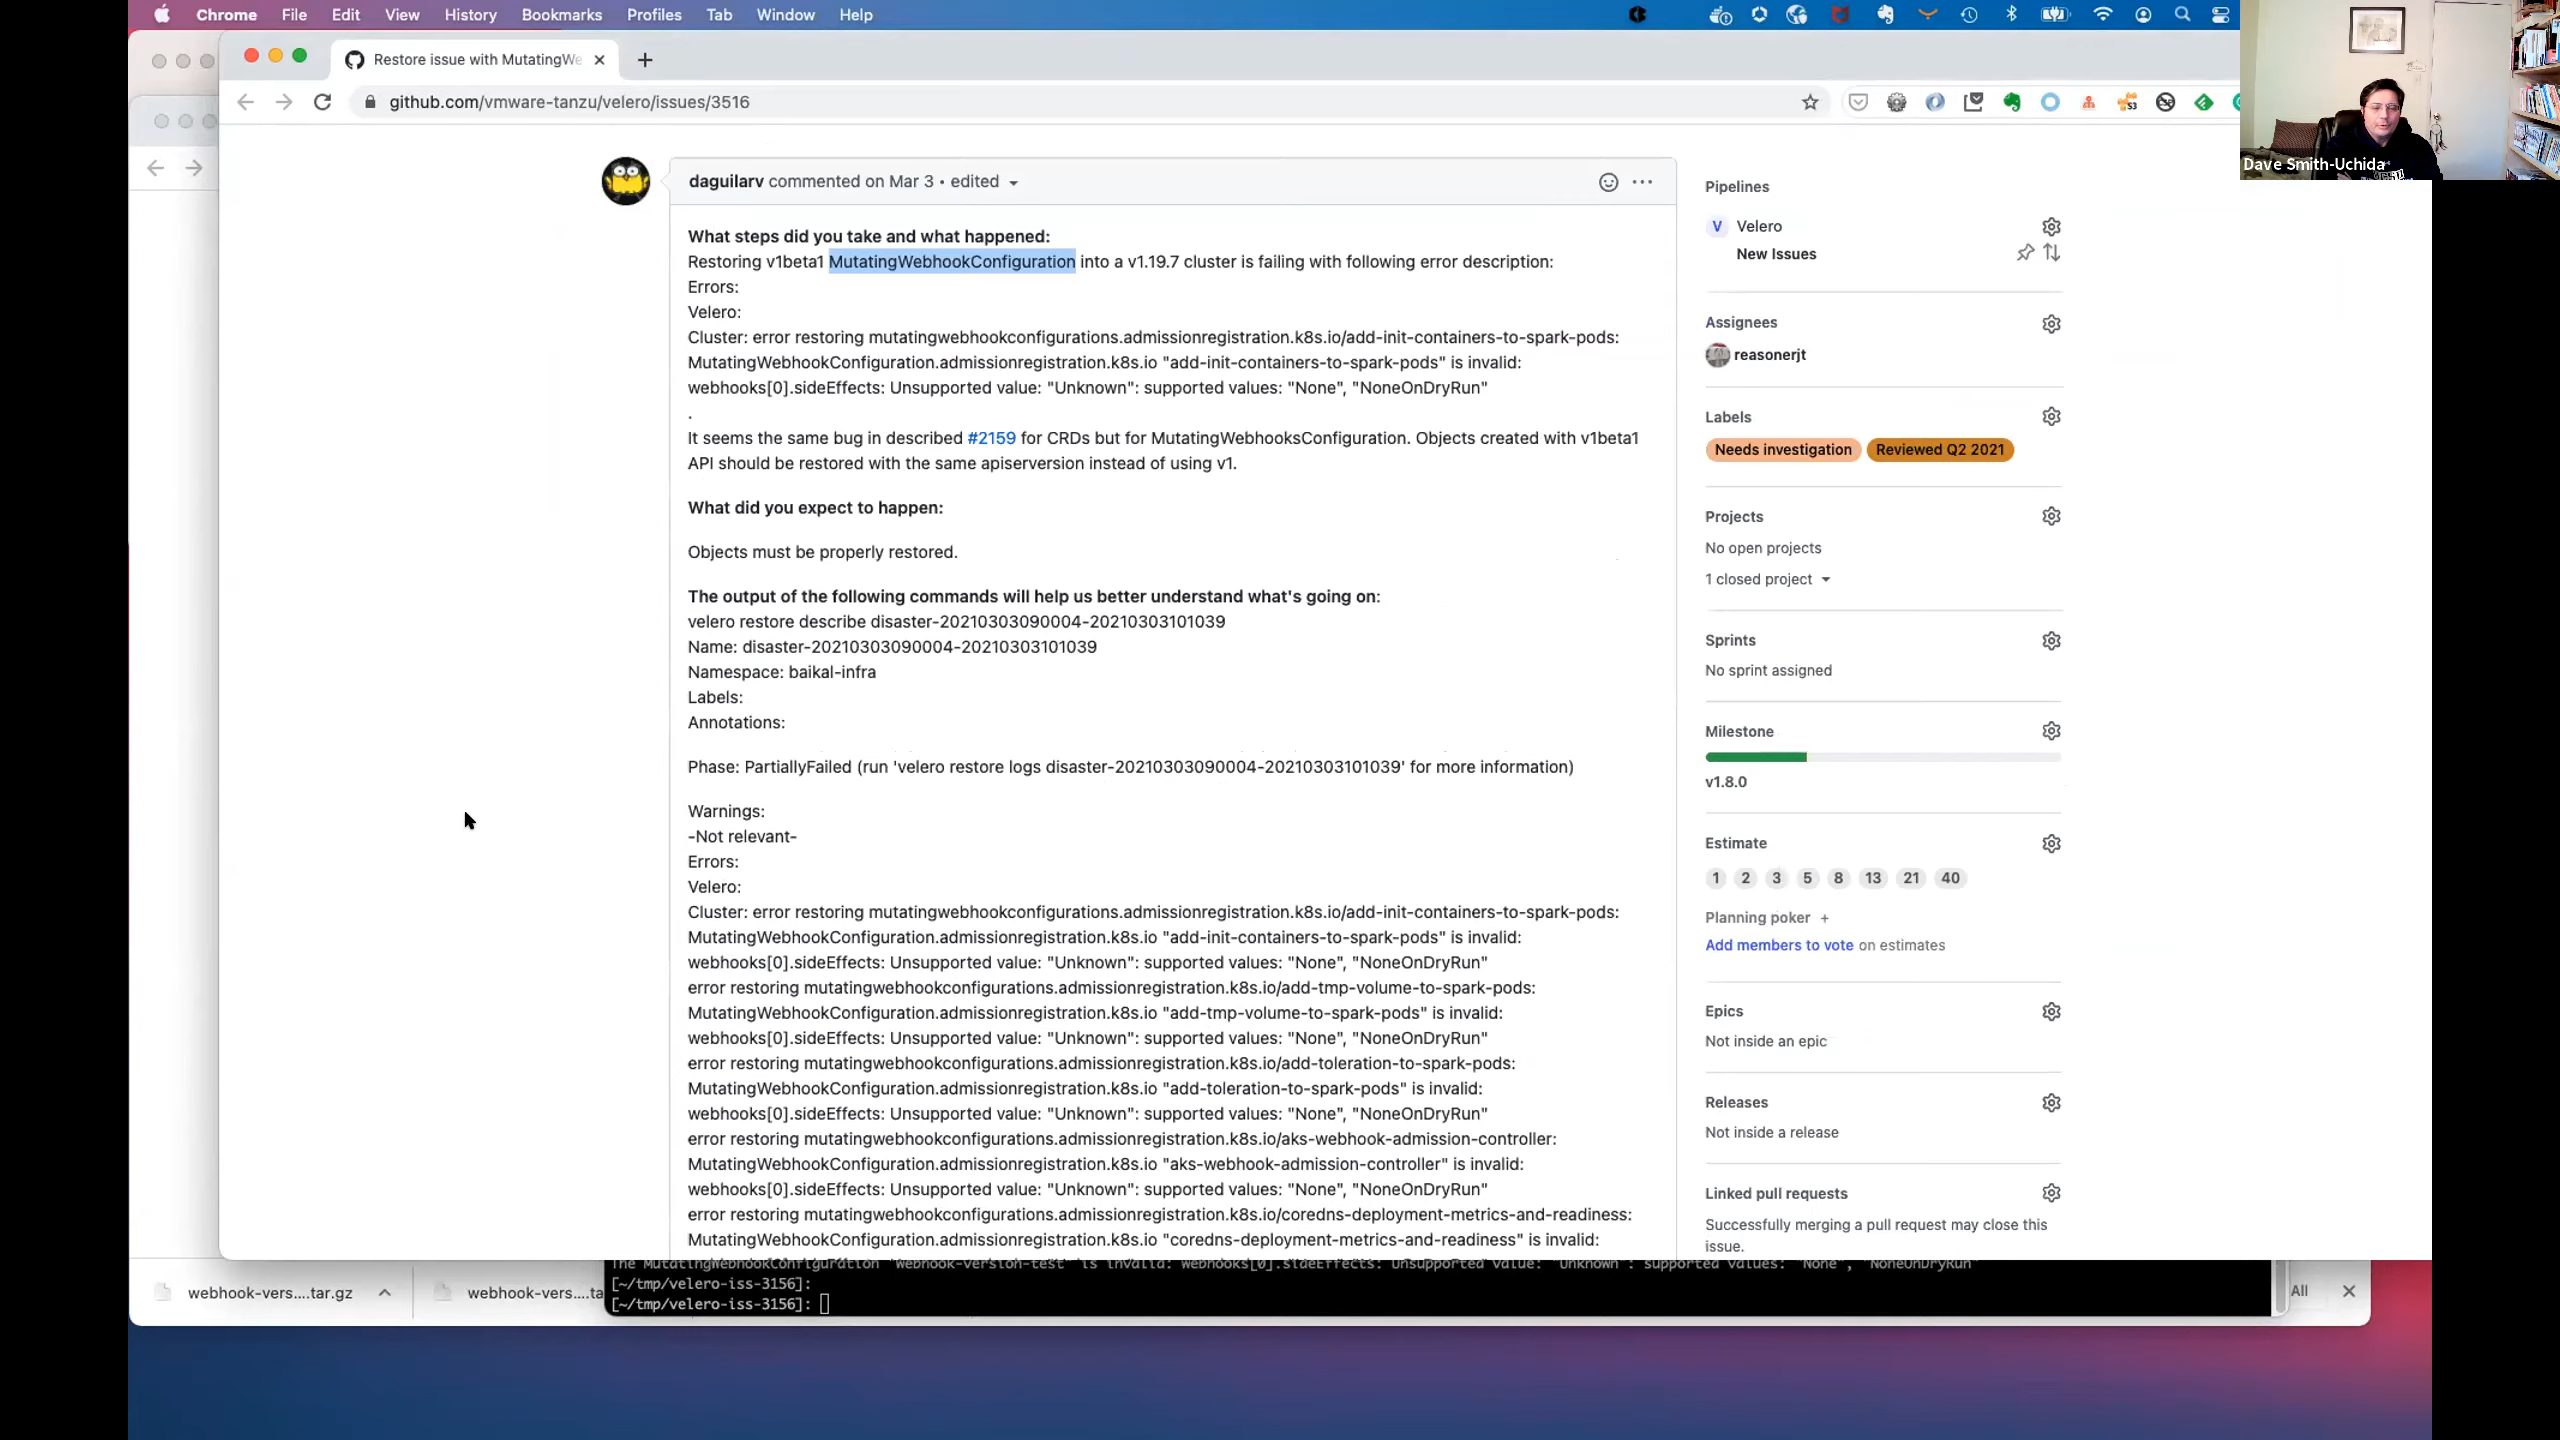 Chrome File Edit View History Bookmarks Profiles Tab Window Help
Restore issue with MutatingWe
github.com/vmware-tanzu/velero/issues/3516
Dave Smith-Uchida
daguilarv commented on Mar 3 • edited
What steps did you take and what happened:
Restoring v1beta1 MutatingWebhookConfiguration into a v1.19.7 cluster is failing with following error description:
Errors:
Velero:
Cluster: error restoring mutatingwebhookconfigurations.admissionregistration.k8s.io/add-init-containers-to-spark-pods:
MutatingWebhookConfiguration.admissionregistration.k8s.io "add-init-containers-to-spark-pods" is invalid:
webhooks[0].sideEffects: Unsupported value: "Unknown": supported values: "None", "NoneOnDryRun"
.
It seems the same bug in described #2159 for CRDs but for MutatingWebhooksConfiguration. Objects created with v1beta1
API should be restored with the same apiserversion instead of using v1.
What did you expect to happen:
Objects must be properly restored.
The output of the following commands will help us better understand what's going on:
velero restore describe disaster-20210303090004-20210303101039
Name: disaster-20210303090004-20210303101039
Namespace: baikal-infra
Labels:
Annotations:
Phase: PartiallyFailed (run 'velero restore logs disaster-20210303090004-20210303101039' for more information)
Warnings:
-Not relevant-
Errors:
Velero:
Cluster: error restoring mutatingwebhookconfigurations.admissionregistration.k8s.io/add-init-containers-to-spark-pods:
MutatingWebhookConfiguration.admissionregistration.k8s.io "add-init-containers-to-spark-pods" is invalid:
webhooks[0].sideEffects: Unsupported value: "Unknown": supported values: "None", "NoneOnDryRun"
error restoring mutatingwebhookconfigurations.admissionregistration.k8s.io/add-tmp-volume-to-spark-pods:
MutatingWebhookConfiguration.admissionregistration.k8s.io "add-tmp-volume-to-spark-pods" is invalid:
webhooks[0].sideEffects: Unsupported value: "Unknown": supported values: "None", "NoneOnDryRun"
error restoring mutatingwebhookconfigurations.admissionregistration.k8s.io/add-toleration-to-spark-pods:
MutatingWebhookConfiguration.admissionregistration.k8s.io "add-toleration-to-spark-pods" is invalid:
webhooks[0].sideEffects: Unsupported value: "Unknown": supported values: "None", "NoneOnDryRun"
error restoring mutatingwebhookconfigurations.admissionregistration.k8s.io/aks-webhook-admission-controller:
MutatingWebhookConfiguration.admissionregistration.k8s.io "aks-webhook-admission-controller" is invalid:
webhooks[0].sideEffects: Unsupported value: "Unknown": supported values: "None", "NoneOnDryRun"
error restoring mutatingwebhookconfigurations.admissionregistration.k8s.io/coredns-deployment-metrics-and-readiness:
MutatingWebhookConfiguration.admissionregistration.k8s.io "coredns-deployment-metrics-and-readiness" is invalid:
Pipelines
V Velero
New Issues
Assignees
reasonerjt
Labels
Needs investigation Reviewed Q2 2021
Projects
No open projects
1 closed project
Sprints
No sprint assigned
Milestone
v1.8.0
Estimate
1 2 3 5 8 13 21 40
Planning poker +
Add members to vote on estimates
Epics
Not inside an epic
Releases
Not inside a release
Linked pull requests
Successfully merging a pull request may close this
issue.
The MutatingWebhookConfiguration "webhook-version-test" is invalid: webhooks[0].sideEffects: Unsupported value: "Unknown": supported values: "None", "NoneOnDryRun"
[~/tmp/velero-iss-3156]:
[~/tmp/velero-iss-3156]:
webhook-vers....tar.gz
webhook-vers....ta
All